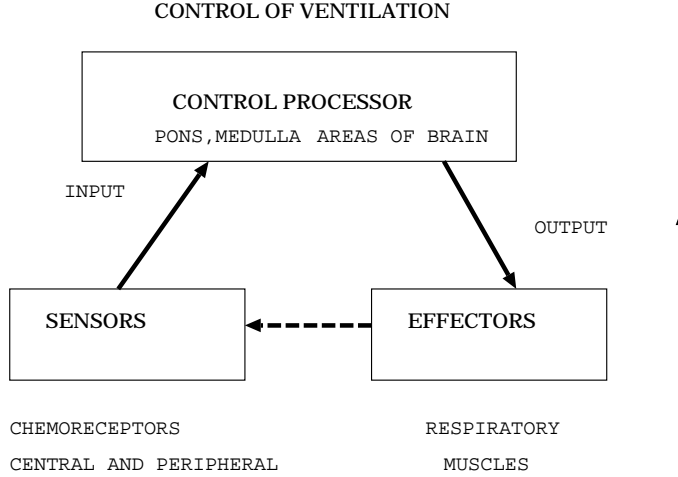 CONTROL OF VENTILATION
CONTROL PROCESSOR
PONS,MEDULLA AREAS OF BRAIN
INPUT
OUTPUT
SENSORS
EFFECTORS
CHEMORECEPTORS
RESPIRATORY
CENTRAL AND PERIPHERAL
MUSCLES